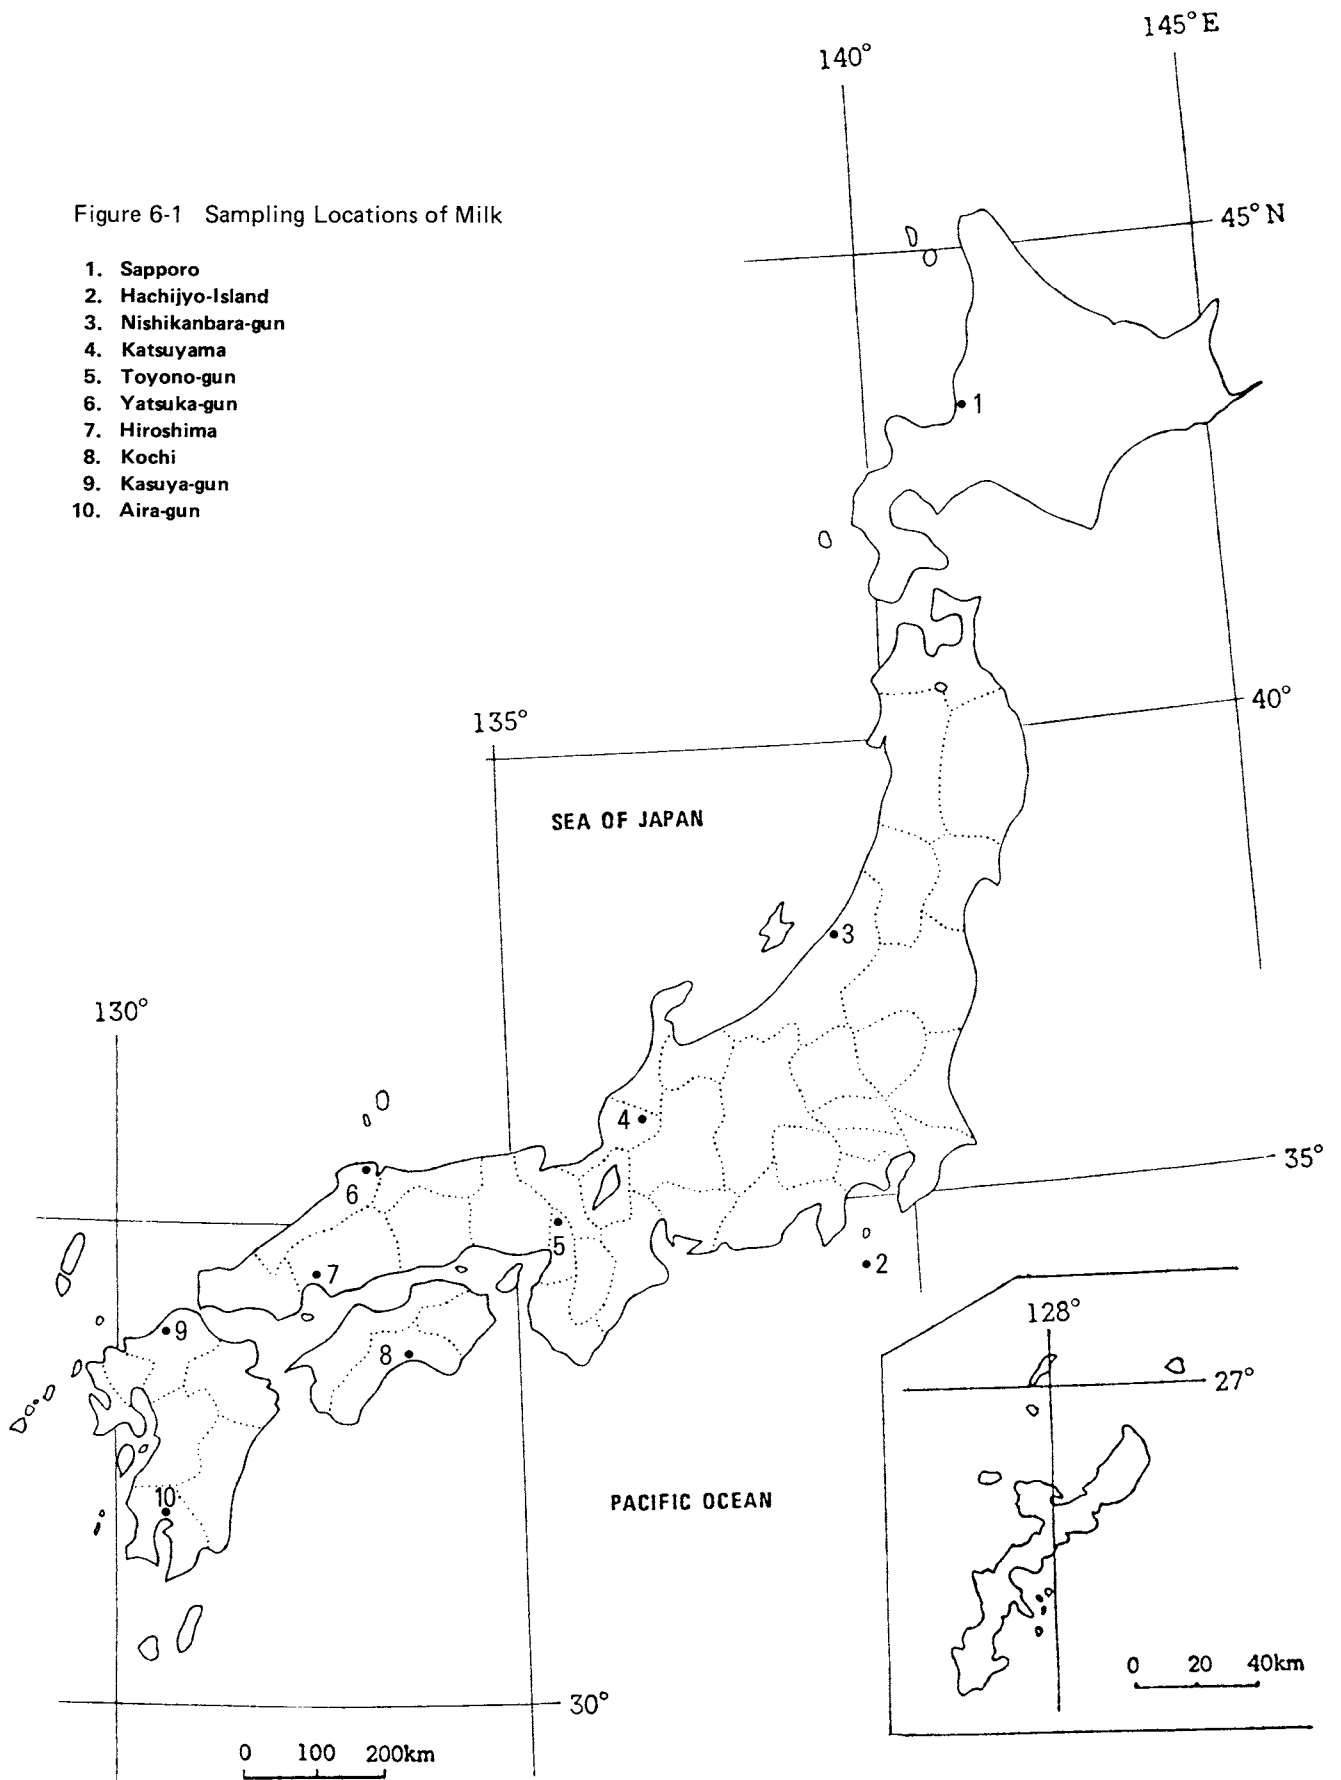 145°E
140°
Figure 6-1 Sampling Locations of Milk
45°N
1. Sapporo
2. Hachijyo-Island
3. Nishikanbara-gun
4. Katsuyama
5. Toyono-gun
6. Yatsuka-gun
7. Hiroshima
8. Kochi
9. Kasuya-gun
10. Aira-gun
1
40°
135°
SEA OF JAPAN
3
130°
4
35°
6
5
2
7
128°
9
8
27°
10
PACIFIC OCEAN
0 20 40km
30°
0 100 200km